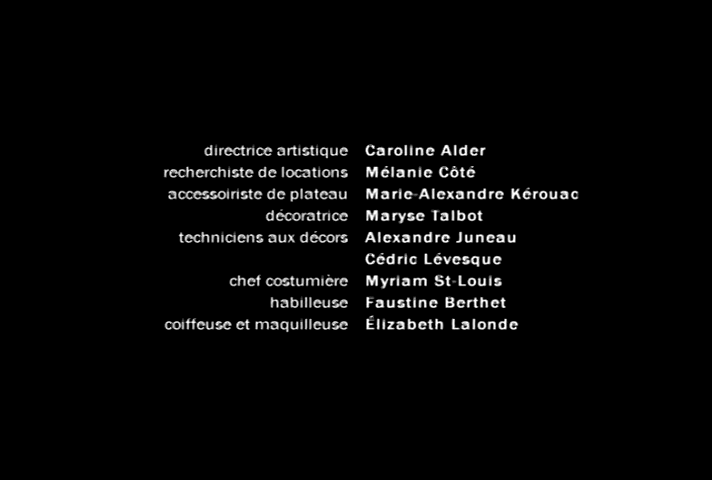 directrice artistique Caroline Alder
recherchiste de locations Mélanie Côté
accessoiriste de plateau Marie-Alexandre Kérouac
décoratrice Maryse Talbot
techniciens aux décors Alexandre Juneau
Cédric Lévesque
chef costumière Myriam St-Louis
habilleuse Faustine Berthet
coiffeuse et maquilleuse Élizabeth Lalonde